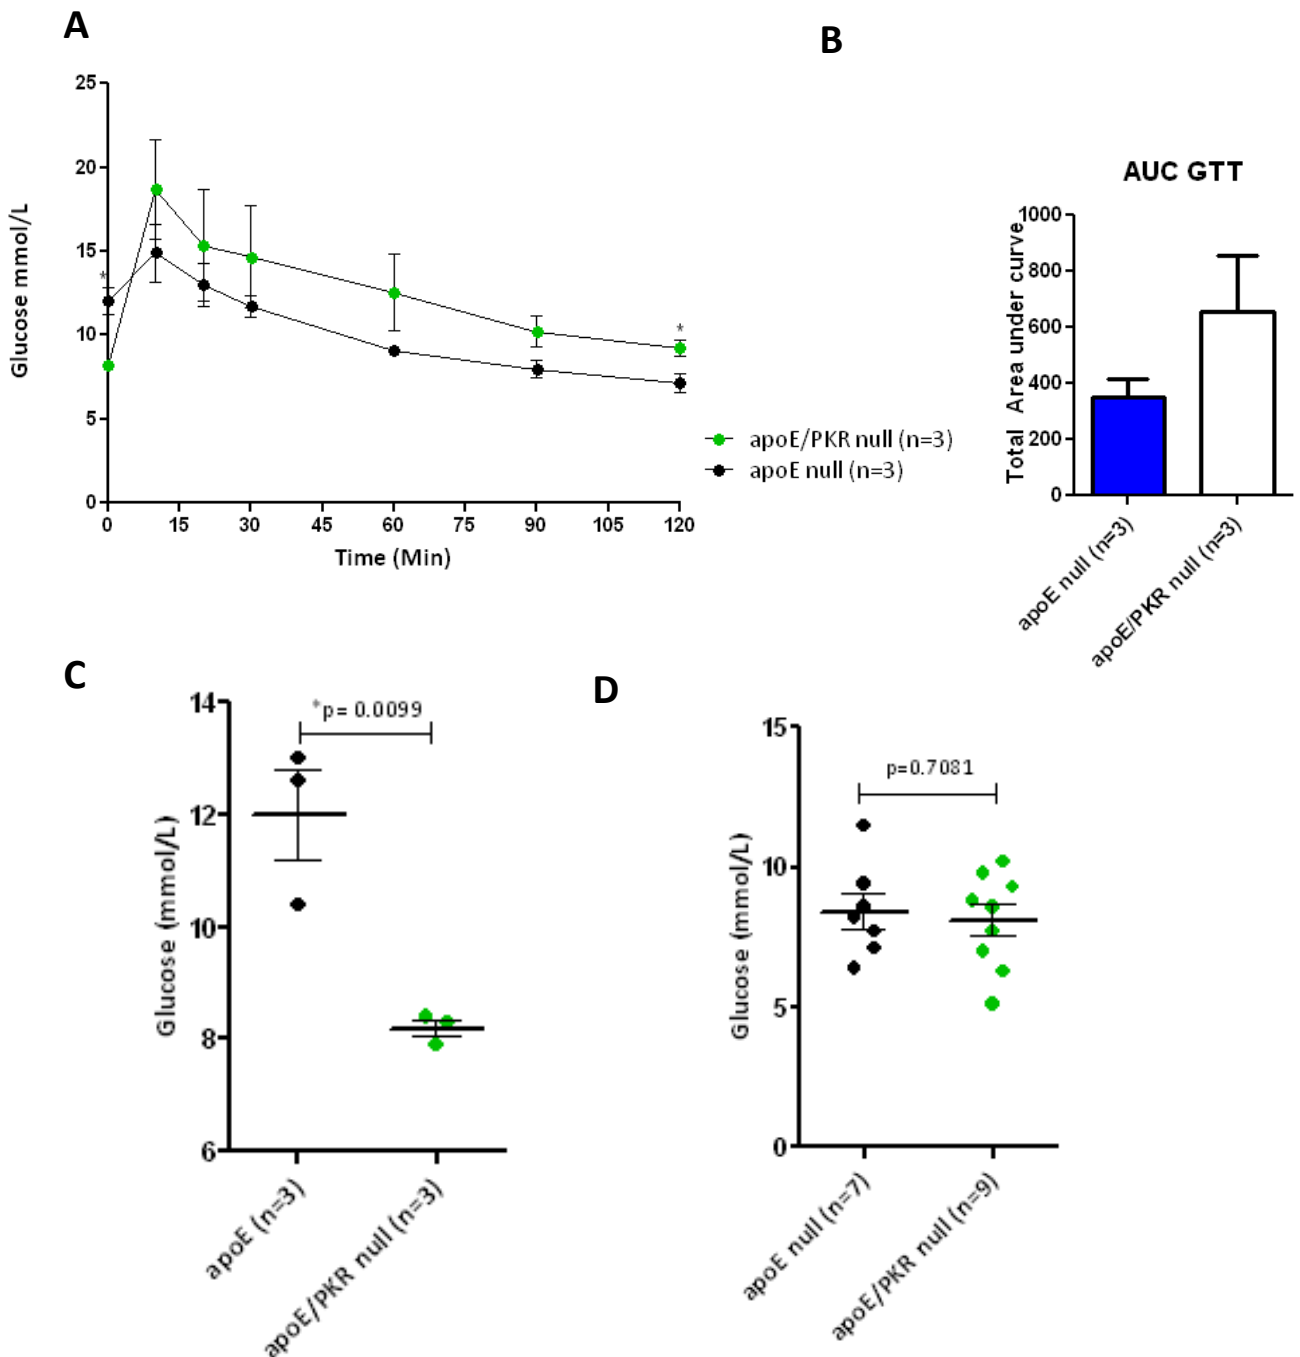 A
25
20
15
10
5
0
Glucose mmol/L
*
*
0 15 30 45 60 75 90 105 120
Time (Min)
apoE/PKR null (n=3)
apoE null (n=3)
B
AUC GTT
1000
800
600
400
200
0
Total Area under curve
apoE null (n=3)
apoE/PKR null (n=3)
C
14
12
10
8
6
Glucose (mmol/L)
*p= 0.0099
apoE (n=3)
apoE/PKR null (n=3)
D
15
10
5
0
Glucose (mmol/L)
p=0.7081
apoE null (n=7)
apoE/PKR null (n=9)